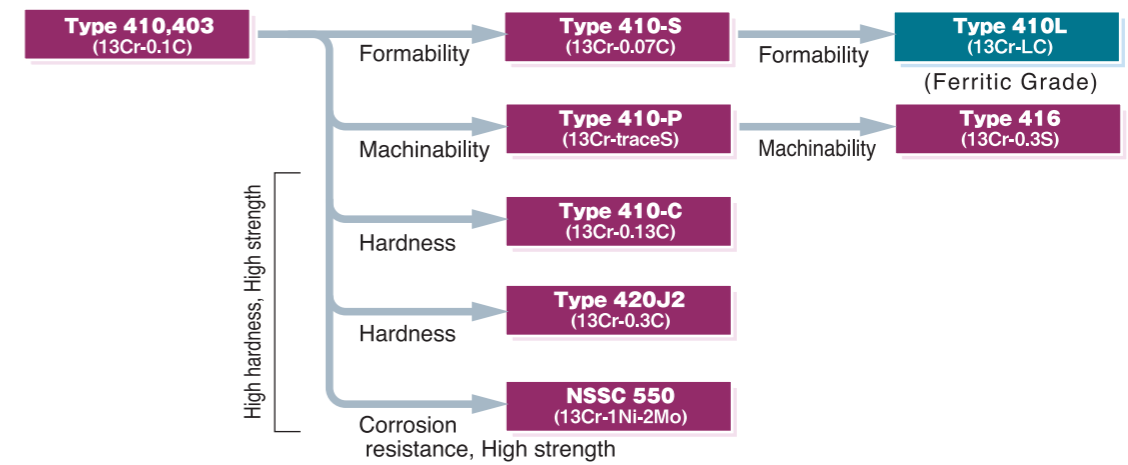 Type 410,403
(13Cr-0.1C)
Formability
Type 410-S
(13Cr-0.07C)
Formability
Type 410L
(13Cr-LC)
(Ferritic Grade)
Machinability
Type 410-P
(13Cr-traceS)
Machinability
Type 416
(13Cr-0.3S)
High hardness, High strength
Hardness
Type 410-C
(13Cr-0.13C)
Hardness
Type 420J2
(13Cr-0.3C)
Corrosion
resistance, High strength
NSSC 550
(13Cr-1Ni-2Mo)